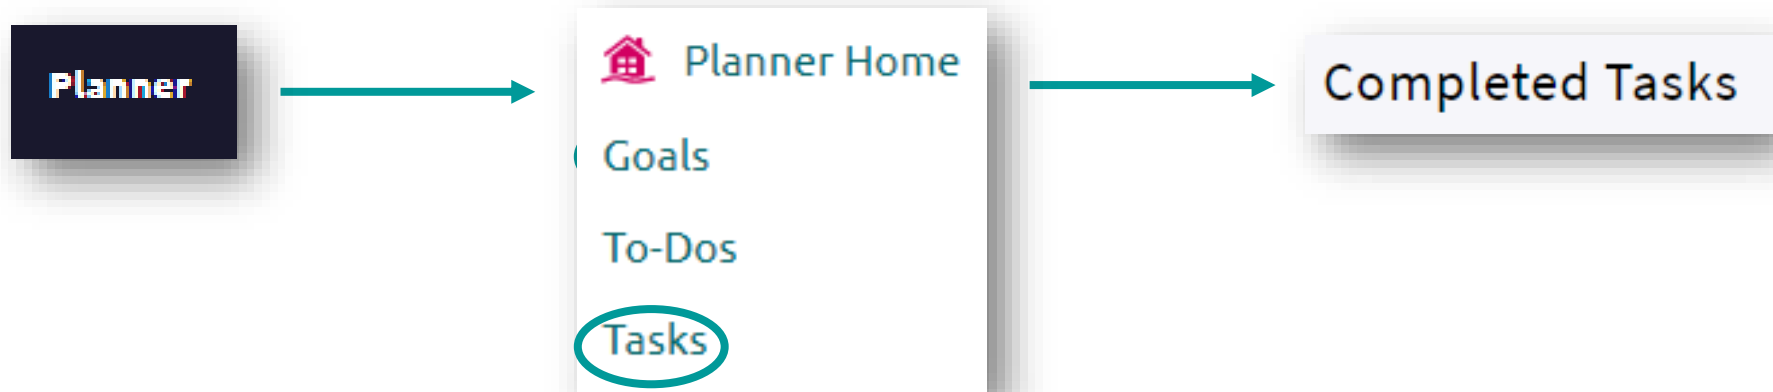 Planner
Planner Home
Goals
To-Dos
Tasks
Completed Tasks